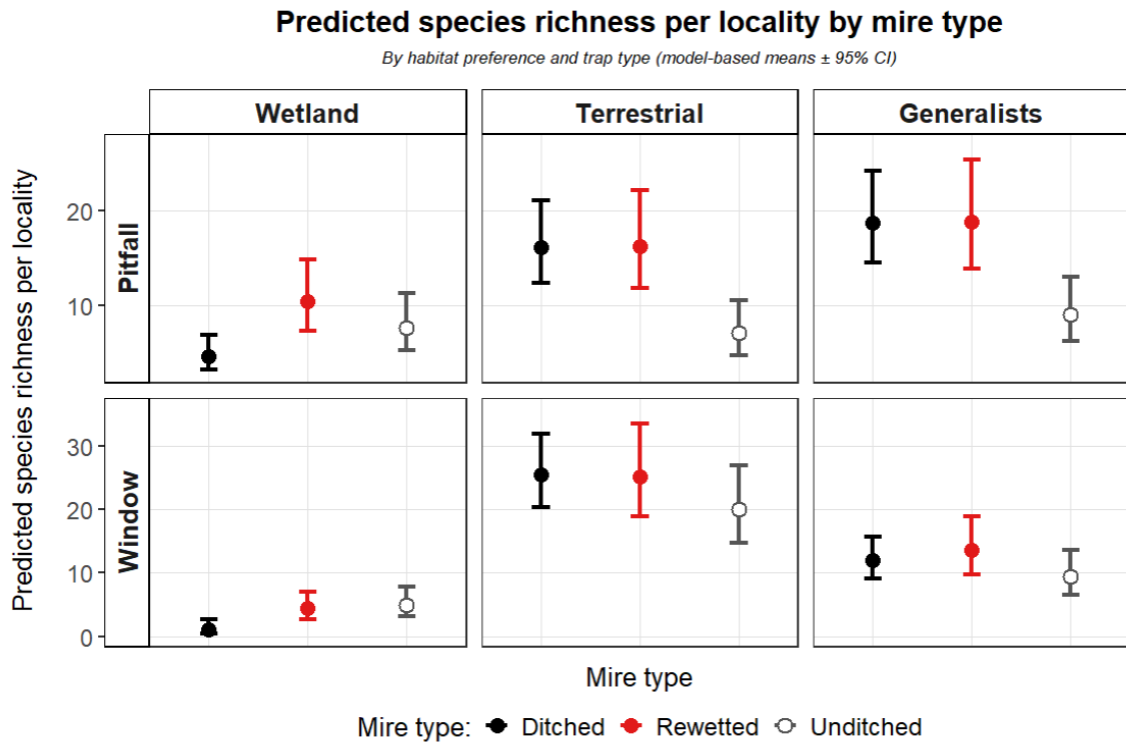 Predicted species richness per locality by mire type
By habitat preference and trap type (model-based means ± 95% CI)
Wetland Terrestrial Generalists
Predicted species richness per locality
Pitfall
20
10
Window
30
20
10
0
Mire type
Mire type: Ditched Rewetted Unditched